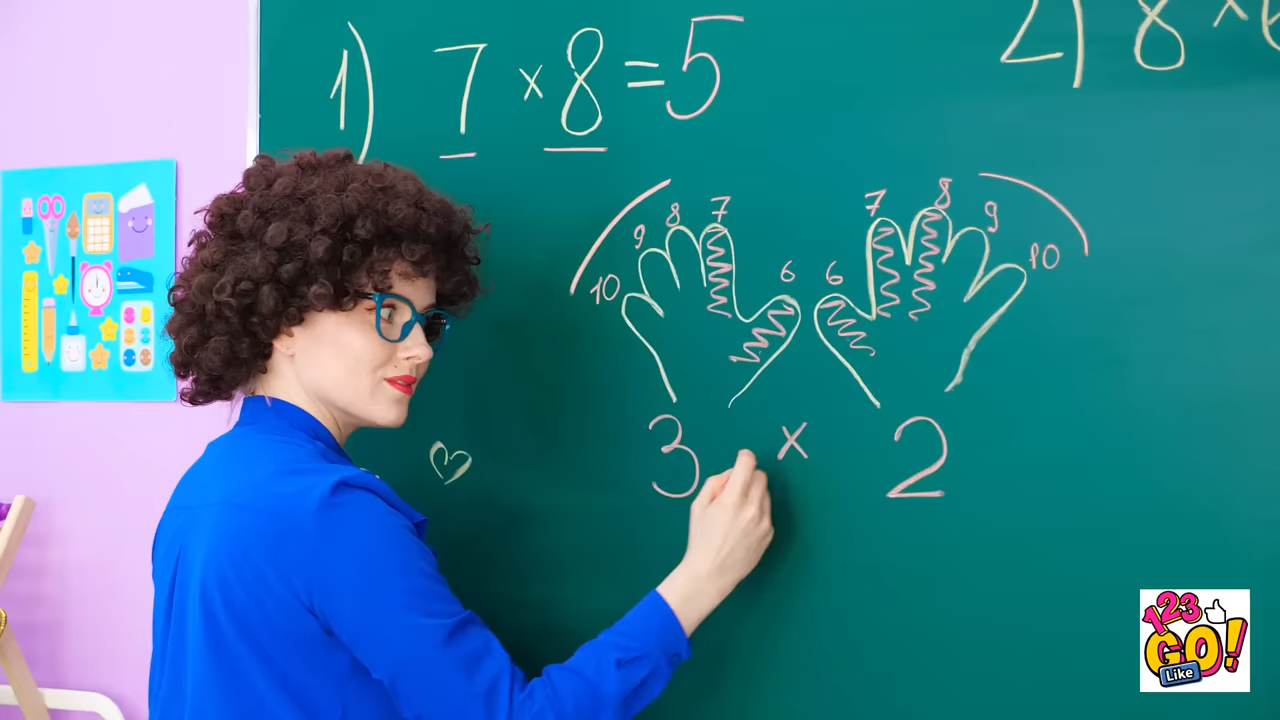 1) 7 × 8 = 5
2) 8 ×
10 9 8 7 6 6 7 8 9 10
3 × 2
123
GO!
Like